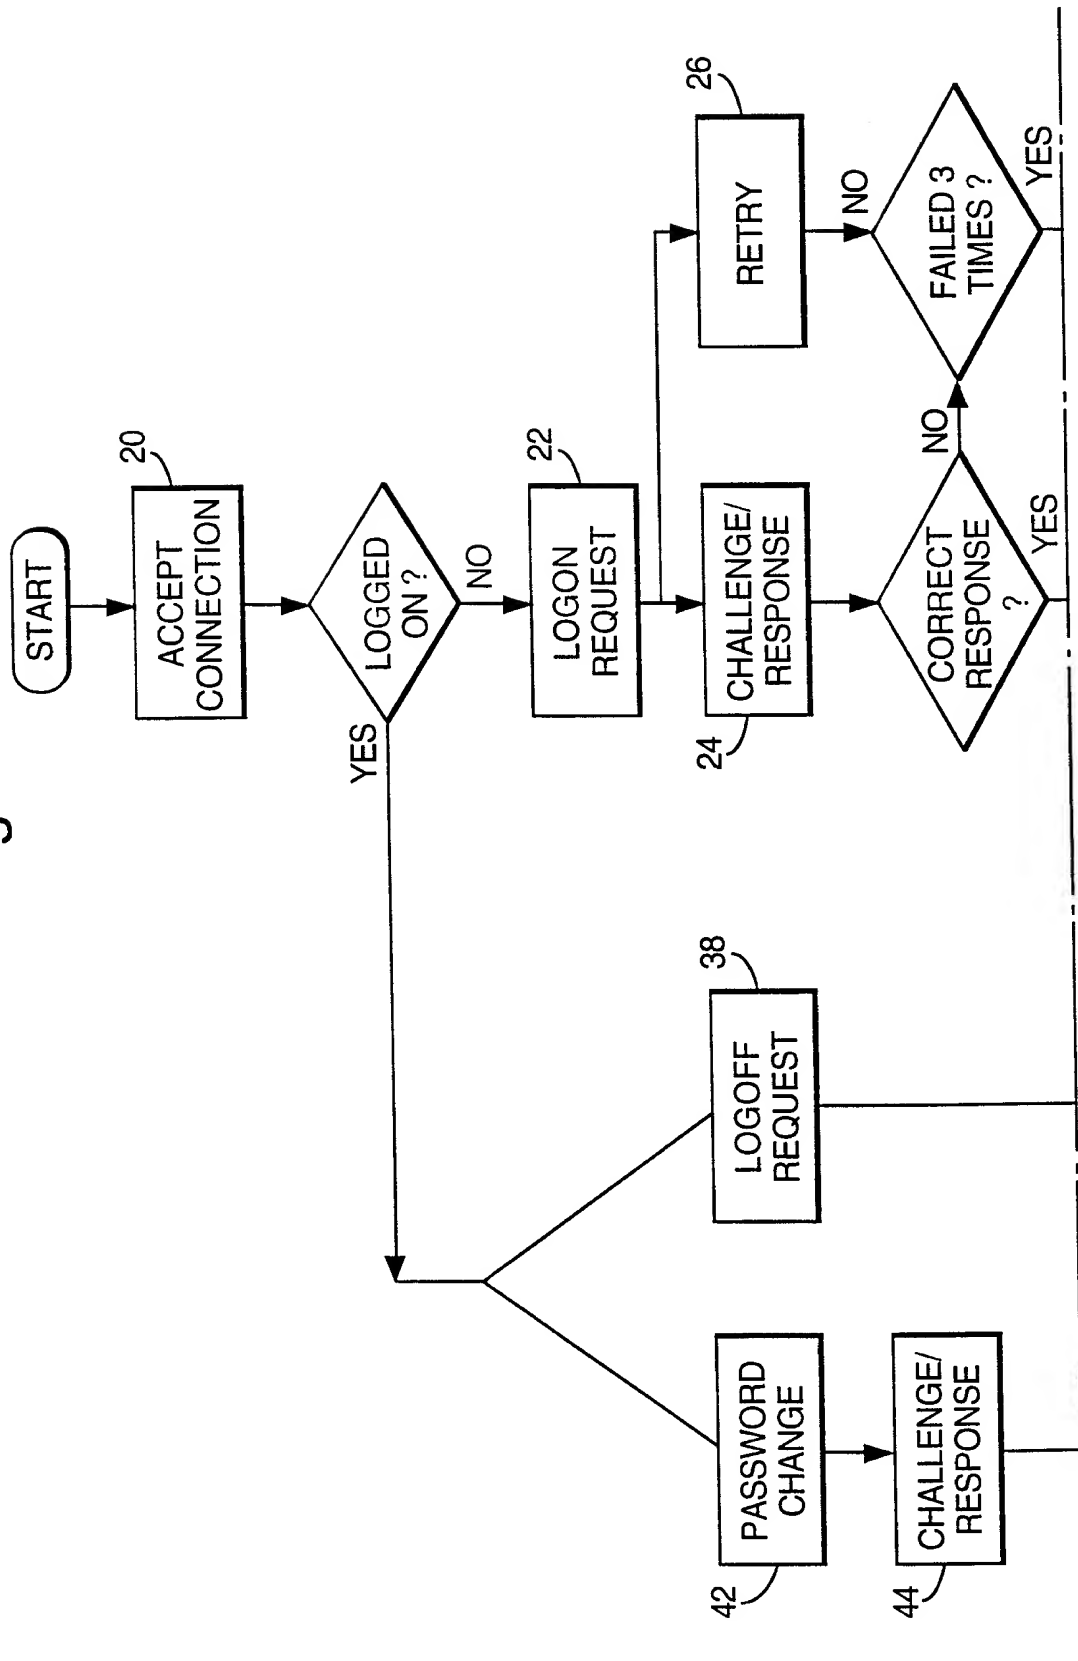 START
20
ACCEPT
CONNECTION
LOGGED
ON ?
YES
NO
22
LOGON
REQUEST
26
RETRY
24
CHALLENGE/
RESPONSE
NO
FAILED 3
TIMES ?
YES
CORRECT
RESPONSE
?
NO
YES
38
LOGOFF
REQUEST
42
PASSWORD
CHANGE
44
CHALLENGE/
RESPONSE